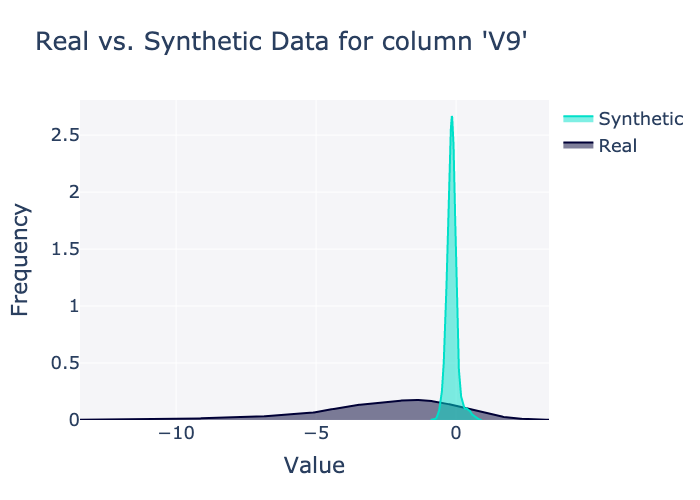 Real vs. Synthetic Data for column 'V9'
Synthetic
Real
Frequency
2.5
2
1.5
1
0.5
0
−10
−5
0
Value